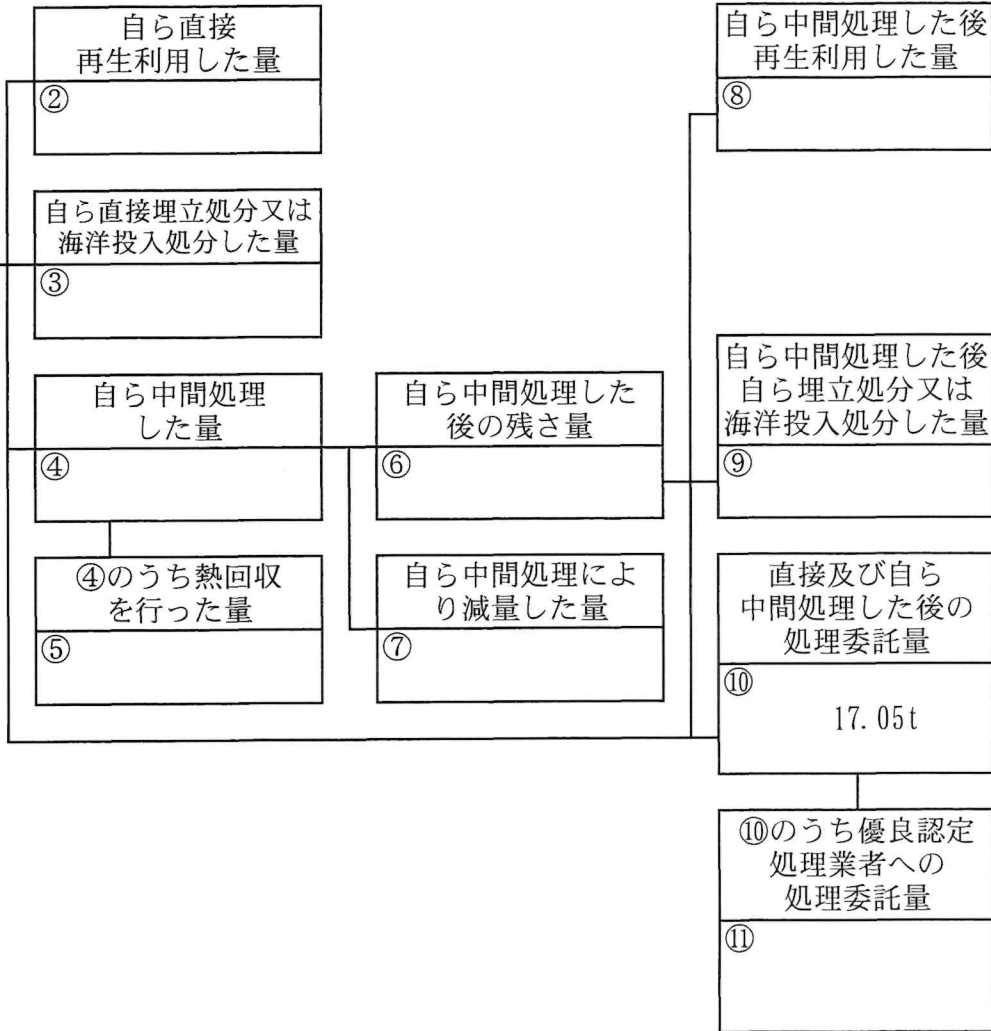 自ら直接
再生利用した量
②
自ら直接埋立処分又は
海洋投入処分した量
③
自ら中間処理
した量
④
④のうち熱回収
を行った量
⑤
自ら中間処理した
後の残さ量
⑥
自ら中間処理によ
り減量した量
⑦
自ら中間処理した後
再生利用した量
⑧
自ら中間処理した後
自ら埋立処分又は
海洋投入処分した量
⑨
直接及び自ら
中間処理した後の
処理委託量
⑩
17.05t
⑩のうち優良認定
処理業者への
処理委託量
⑪